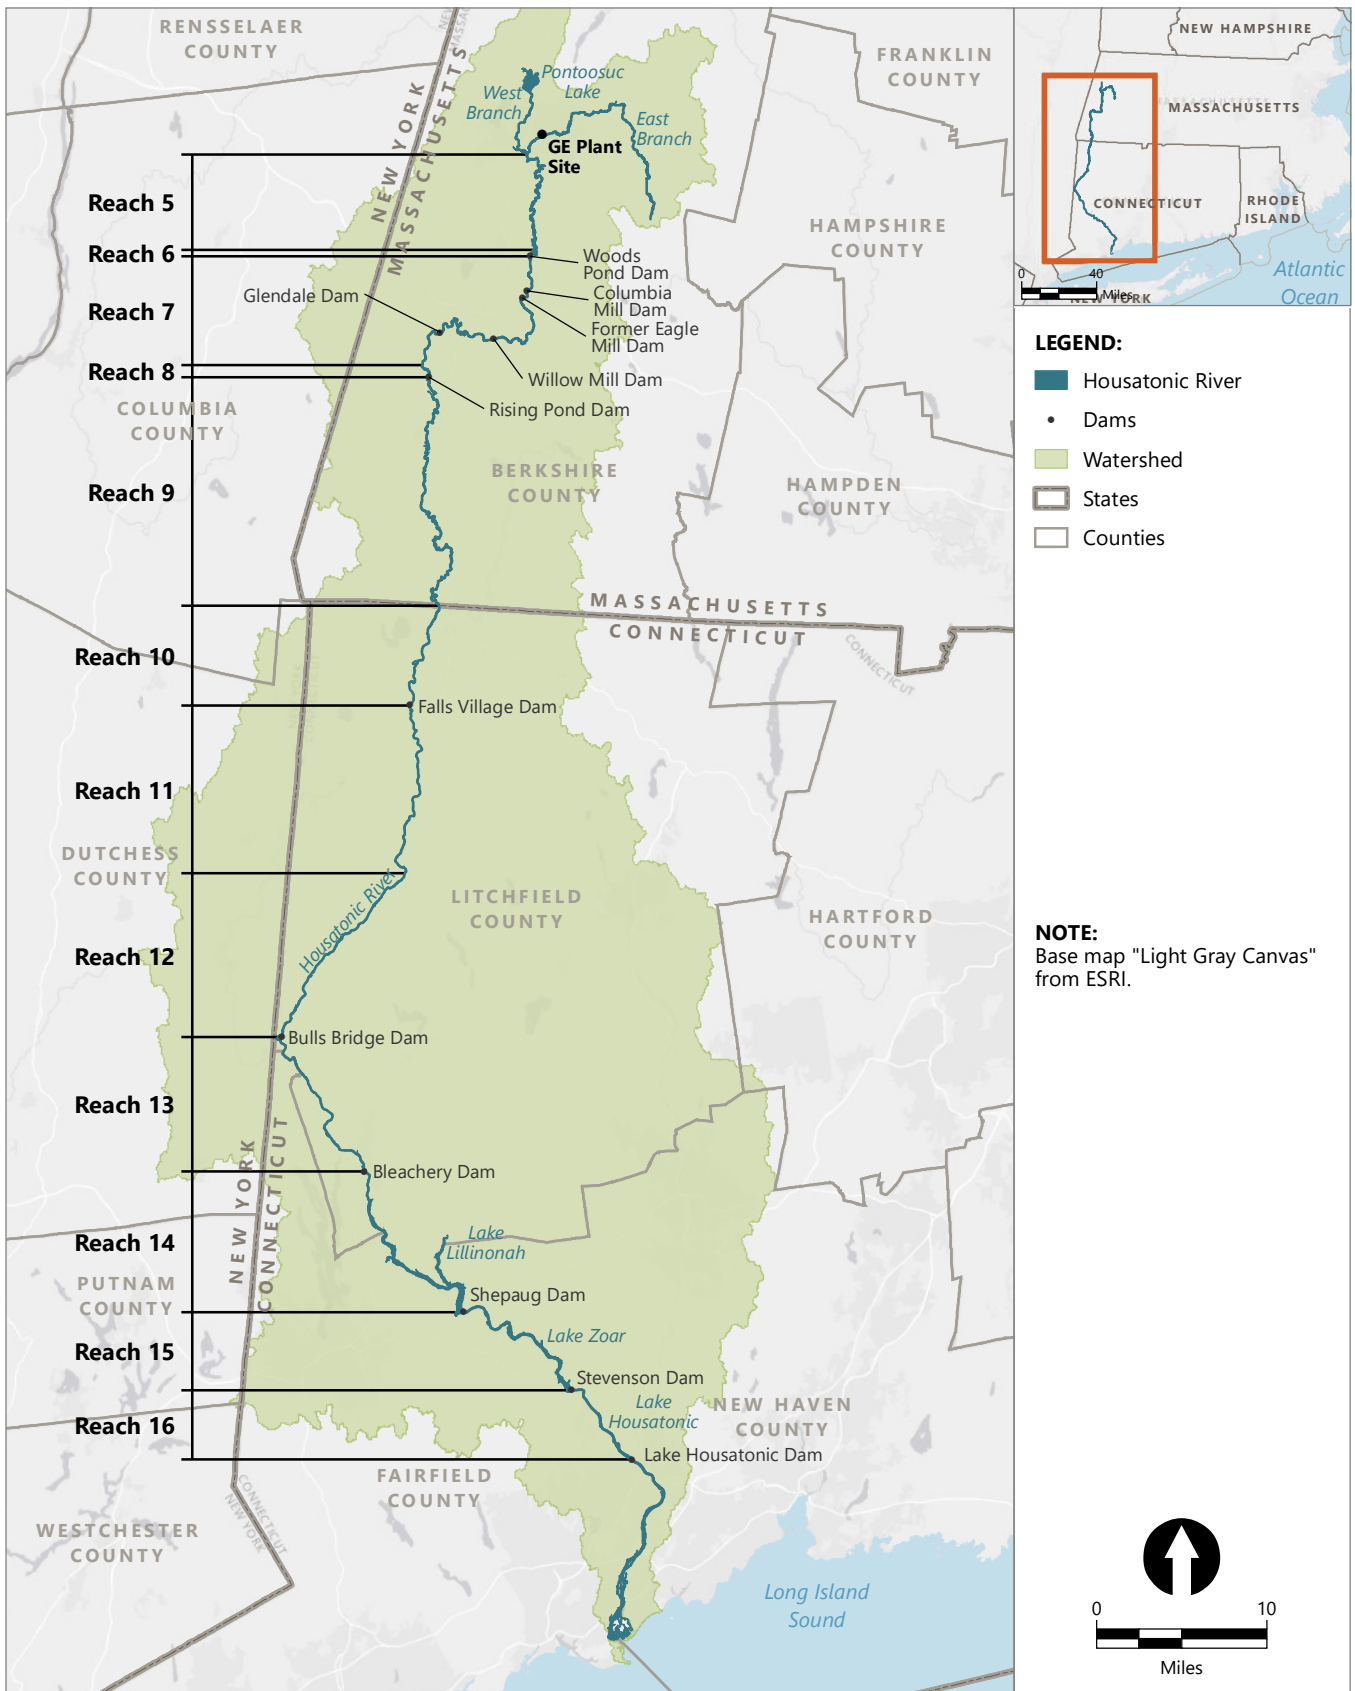 RENSSELAER
COUNTY
NEW YORK
MASSACHUSETTS
Pontoosuc
Lake
West
Branch
East
Branch
GE Plant
Site
FRANKLIN
COUNTY
HAMPSHIRE
COUNTY
Reach 5
Reach 6
Reach 7
Reach 8
Reach 9
Woods
Pond Dam
Columbia
Mill Dam
Former Eagle
Mill Dam
Glendale Dam
Willow Mill Dam
Rising Pond Dam
COLUMBIA
COUNTY
BERKSHIRE
COUNTY
HAMPDEN
COUNTY
MASSACHUSETTS
CONNECTICUT
CONNECTICUT
Reach 10
Falls Village Dam
Reach 11
DUTCHESS
COUNTY
Housatonic River
LITCHFIELD
COUNTY
HARTFORD
COUNTY
Reach 12
Bulls Bridge Dam
Reach 13
NEW YORK
CONNECTICUT
Bleachery Dam
Reach 14
Lake
Lillinonah
PUTNAM
COUNTY
Shepaug Dam
Reach 15
Lake Zoar
Stevenson Dam
Lake
Housatonic
NEW HAVEN
COUNTY
Reach 16
Lake Housatonic Dam
FAIRFIELD
COUNTY
CONNECTICUT
NEW YORK
WESTCHESTER
COUNTY
Long Island
Sound
NEW HAMPSHIRE
MASSACHUSETTS
CONNECTICUT
RHODE
ISLAND
Atlantic
Ocean
NEW YORK
0 40
Miles
LEGEND:
Housatonic River
Dams
Watershed
States
Counties
NOTE:
Base map "Light Gray Canvas"
from ESRI.
0 10
Miles